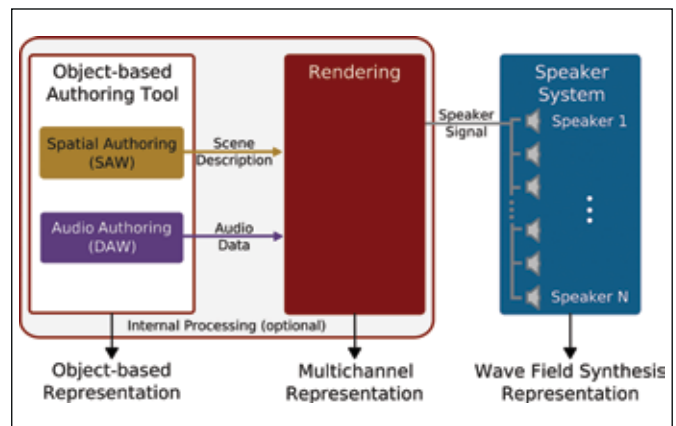 Object-based
Authoring Tool
Spatial Authoring
(SAW)
Audio Authoring
(DAW)
Scene
Description
Audio
Data
Rendering
Speaker
Signal
Speaker
System
Speaker 1
Speaker N
Internal Processing (optional)
Object-based
Representation
Multichannel
Representation
Wave Field Synthesis
Representation